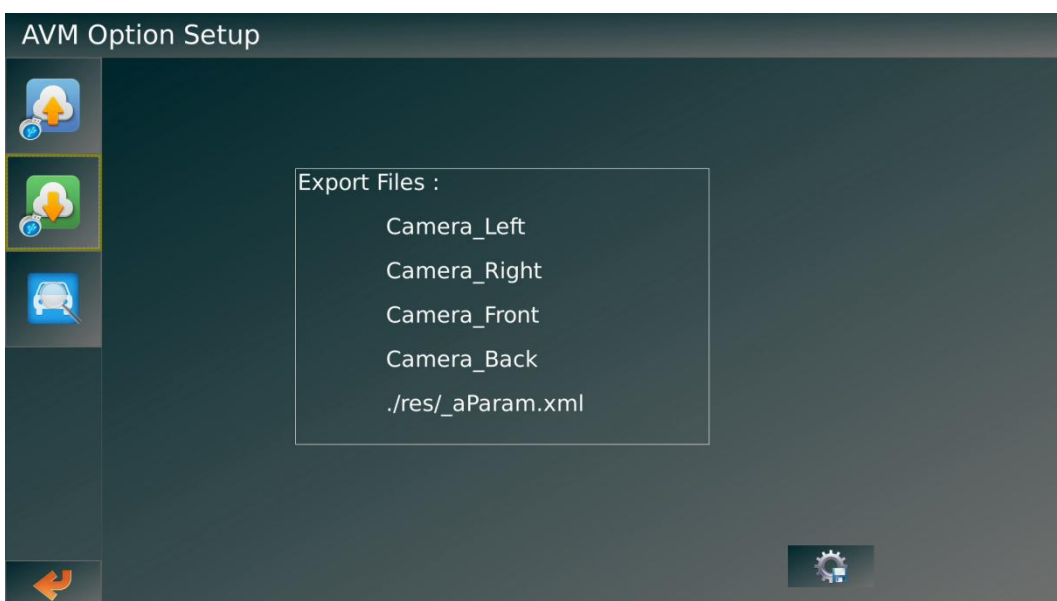 AVM Option Setup
Export Files :
Camera_Left
Camera_Right
Camera_Front
Camera_Back
./res/_aParam.xml